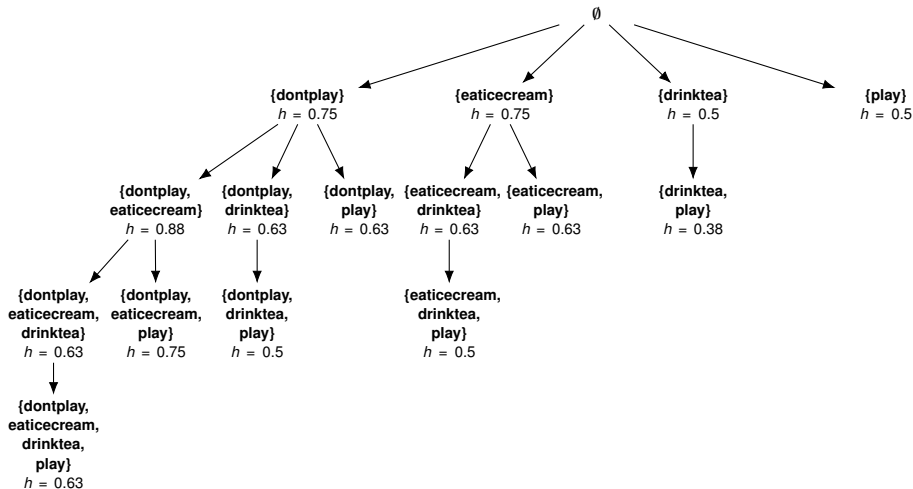 ∅
{dontplay}
h = 0.75
{eaticecream}
h = 0.75
{drinktea}
h = 0.5
{play}
h = 0.5
{dontplay,
eaticecream}
h = 0.88
{dontplay,
drinktea}
h = 0.63
{dontplay,
play}
h = 0.63
{eaticecream,
drinktea}
h = 0.63
{eaticecream,
play}
h = 0.63
{drinktea,
play}
h = 0.38
{dontplay,
eaticecream,
drinktea}
h = 0.63
{dontplay,
eaticecream,
play}
h = 0.75
{dontplay,
drinktea,
play}
h = 0.5
{eaticecream,
drinktea,
play}
h = 0.5
{dontplay,
eaticecream,
drinktea,
play}
h = 0.63